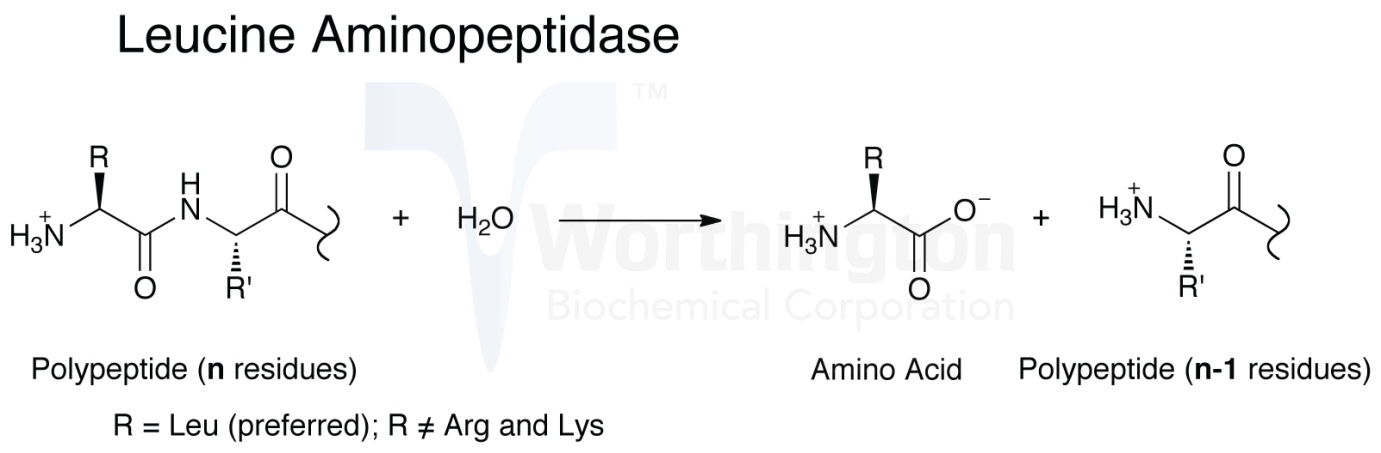 Leucine Aminopeptidase
TM
R
O
H
N
H₃N⁺
O
R'
+
H₂O
R
H₃N⁺
O⁻
O
+
O
H₃N⁺
R'
Worthington
Biochemical Corporation
Polypeptide (n residues)
Amino Acid
Polypeptide (n-1 residues)
R = Leu (preferred); R ≠ Arg and Lys